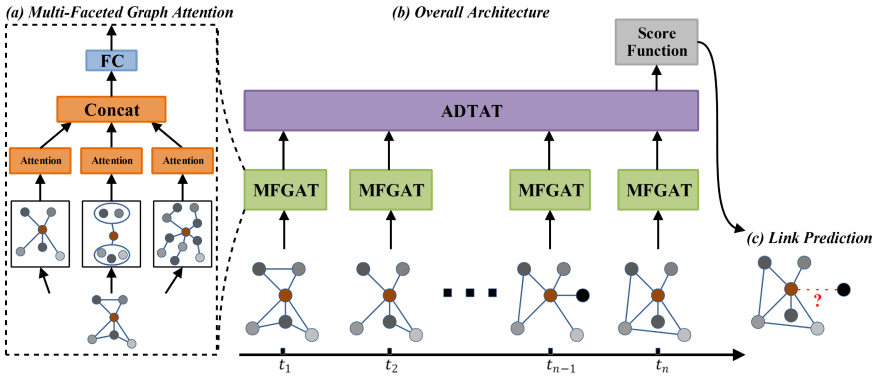 (a) Multi-Faceted Graph Attention
(b) Overall Architecture
FC
Concat
Attention
Attention
Attention
Score
Function
ADTAT
MFGAT
MFGAT
MFGAT
MFGAT
(c) Link Prediction
?
t₁
t₂
tₙ₋₁
tₙ